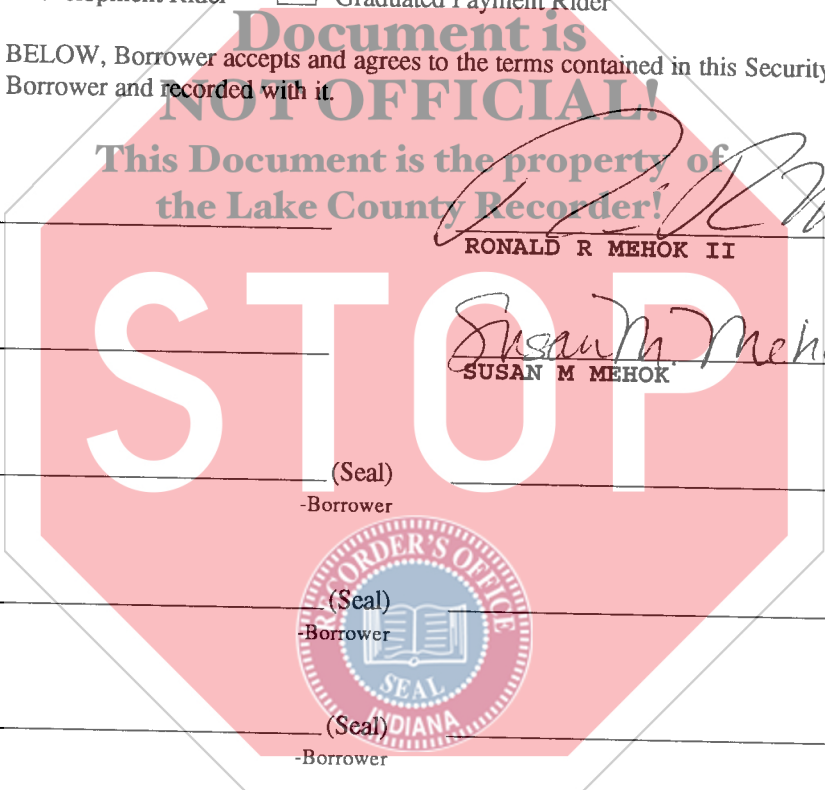 Graduated Payment Rider
Document is
BELOW, Borrower accepts and agrees to the terms contained in this Security
NOT OFFICIAL!
Borrower and recorded with it.
This Document is the property of
the Lake County Recorder!
RONALD R MEHOK II
STOP
Susan M. Meh
SUSAN M MEHOK
(Seal)
-Borrower
RECORDER'S OFFICE
(Seal)
-Borrower
SEAL
INDIANA
(Seal)
-Borrower